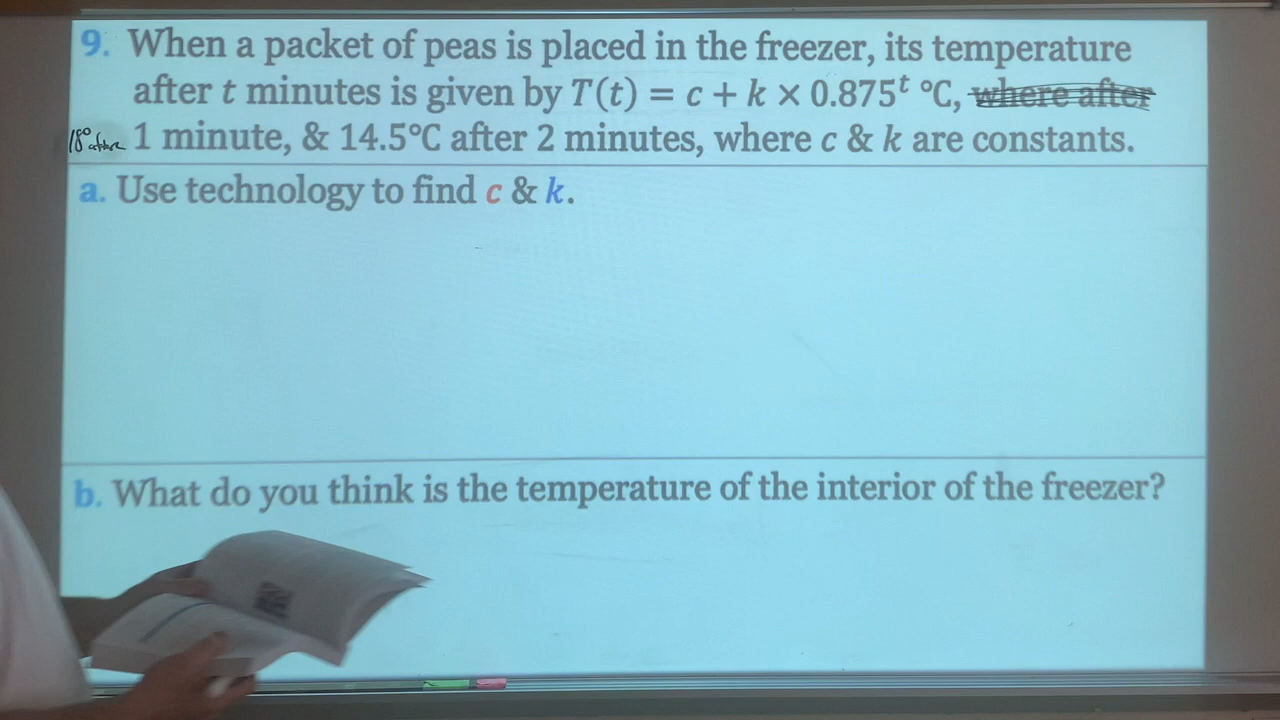 9. When a packet of peas is placed in the freezer, its temperature
after t minutes is given by T(t) = c + k × 0.875ᵗ °C, where after
18° after 1 minute, & 14.5°C after 2 minutes, where c & k are constants.
a. Use technology to find c & k.
b. What do you think is the temperature of the interior of the freezer?